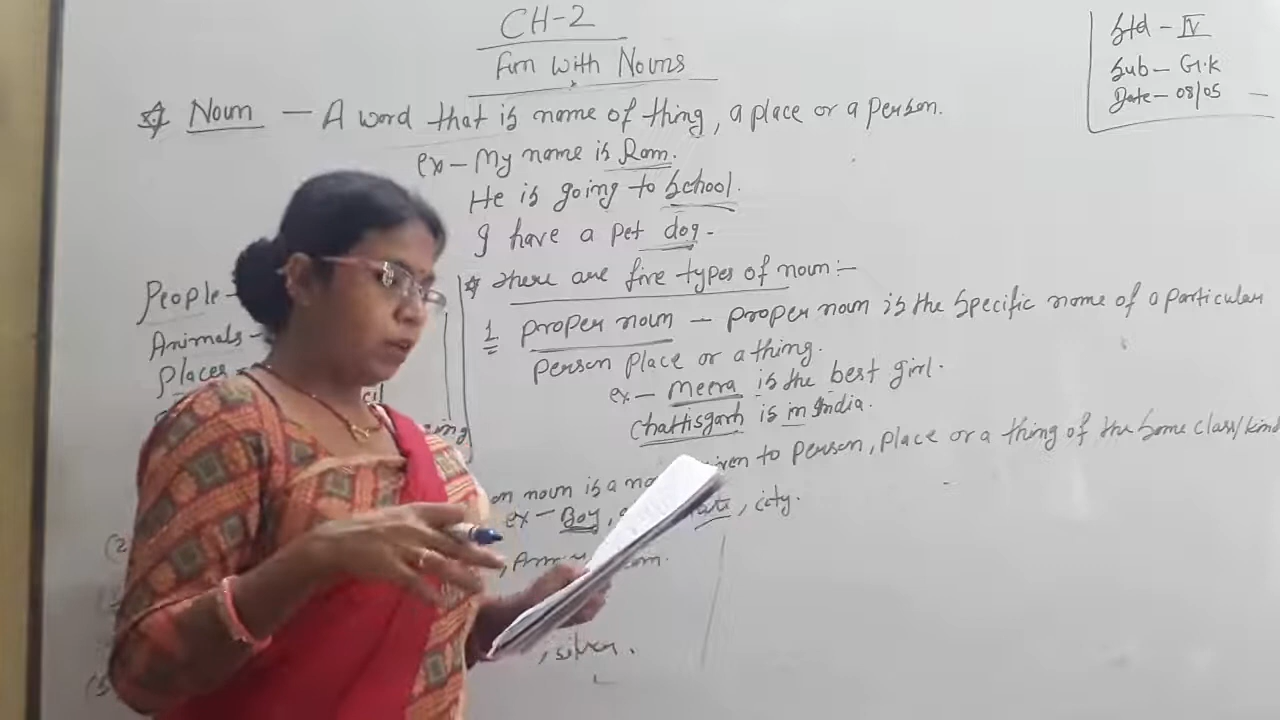 CH-2
Fun with Nouns
Std - IV
Sub - G.K
Date - 08/05
Noun - A word that is name of thing, a place or a person.
ex - My name is Ram.
He is going to School.
I have a pet dog.
People -
Animals -
Places
* There are five types of noun :-
1 Proper noun - Proper noun is the Specific name of a particular
Person place or a thing.
ex - Meera is the best girl.
Chattisgarh is in India.
noun is a given to Person, Place or a thing of the Same class/kind
ex - Boy, , city.
, silver.